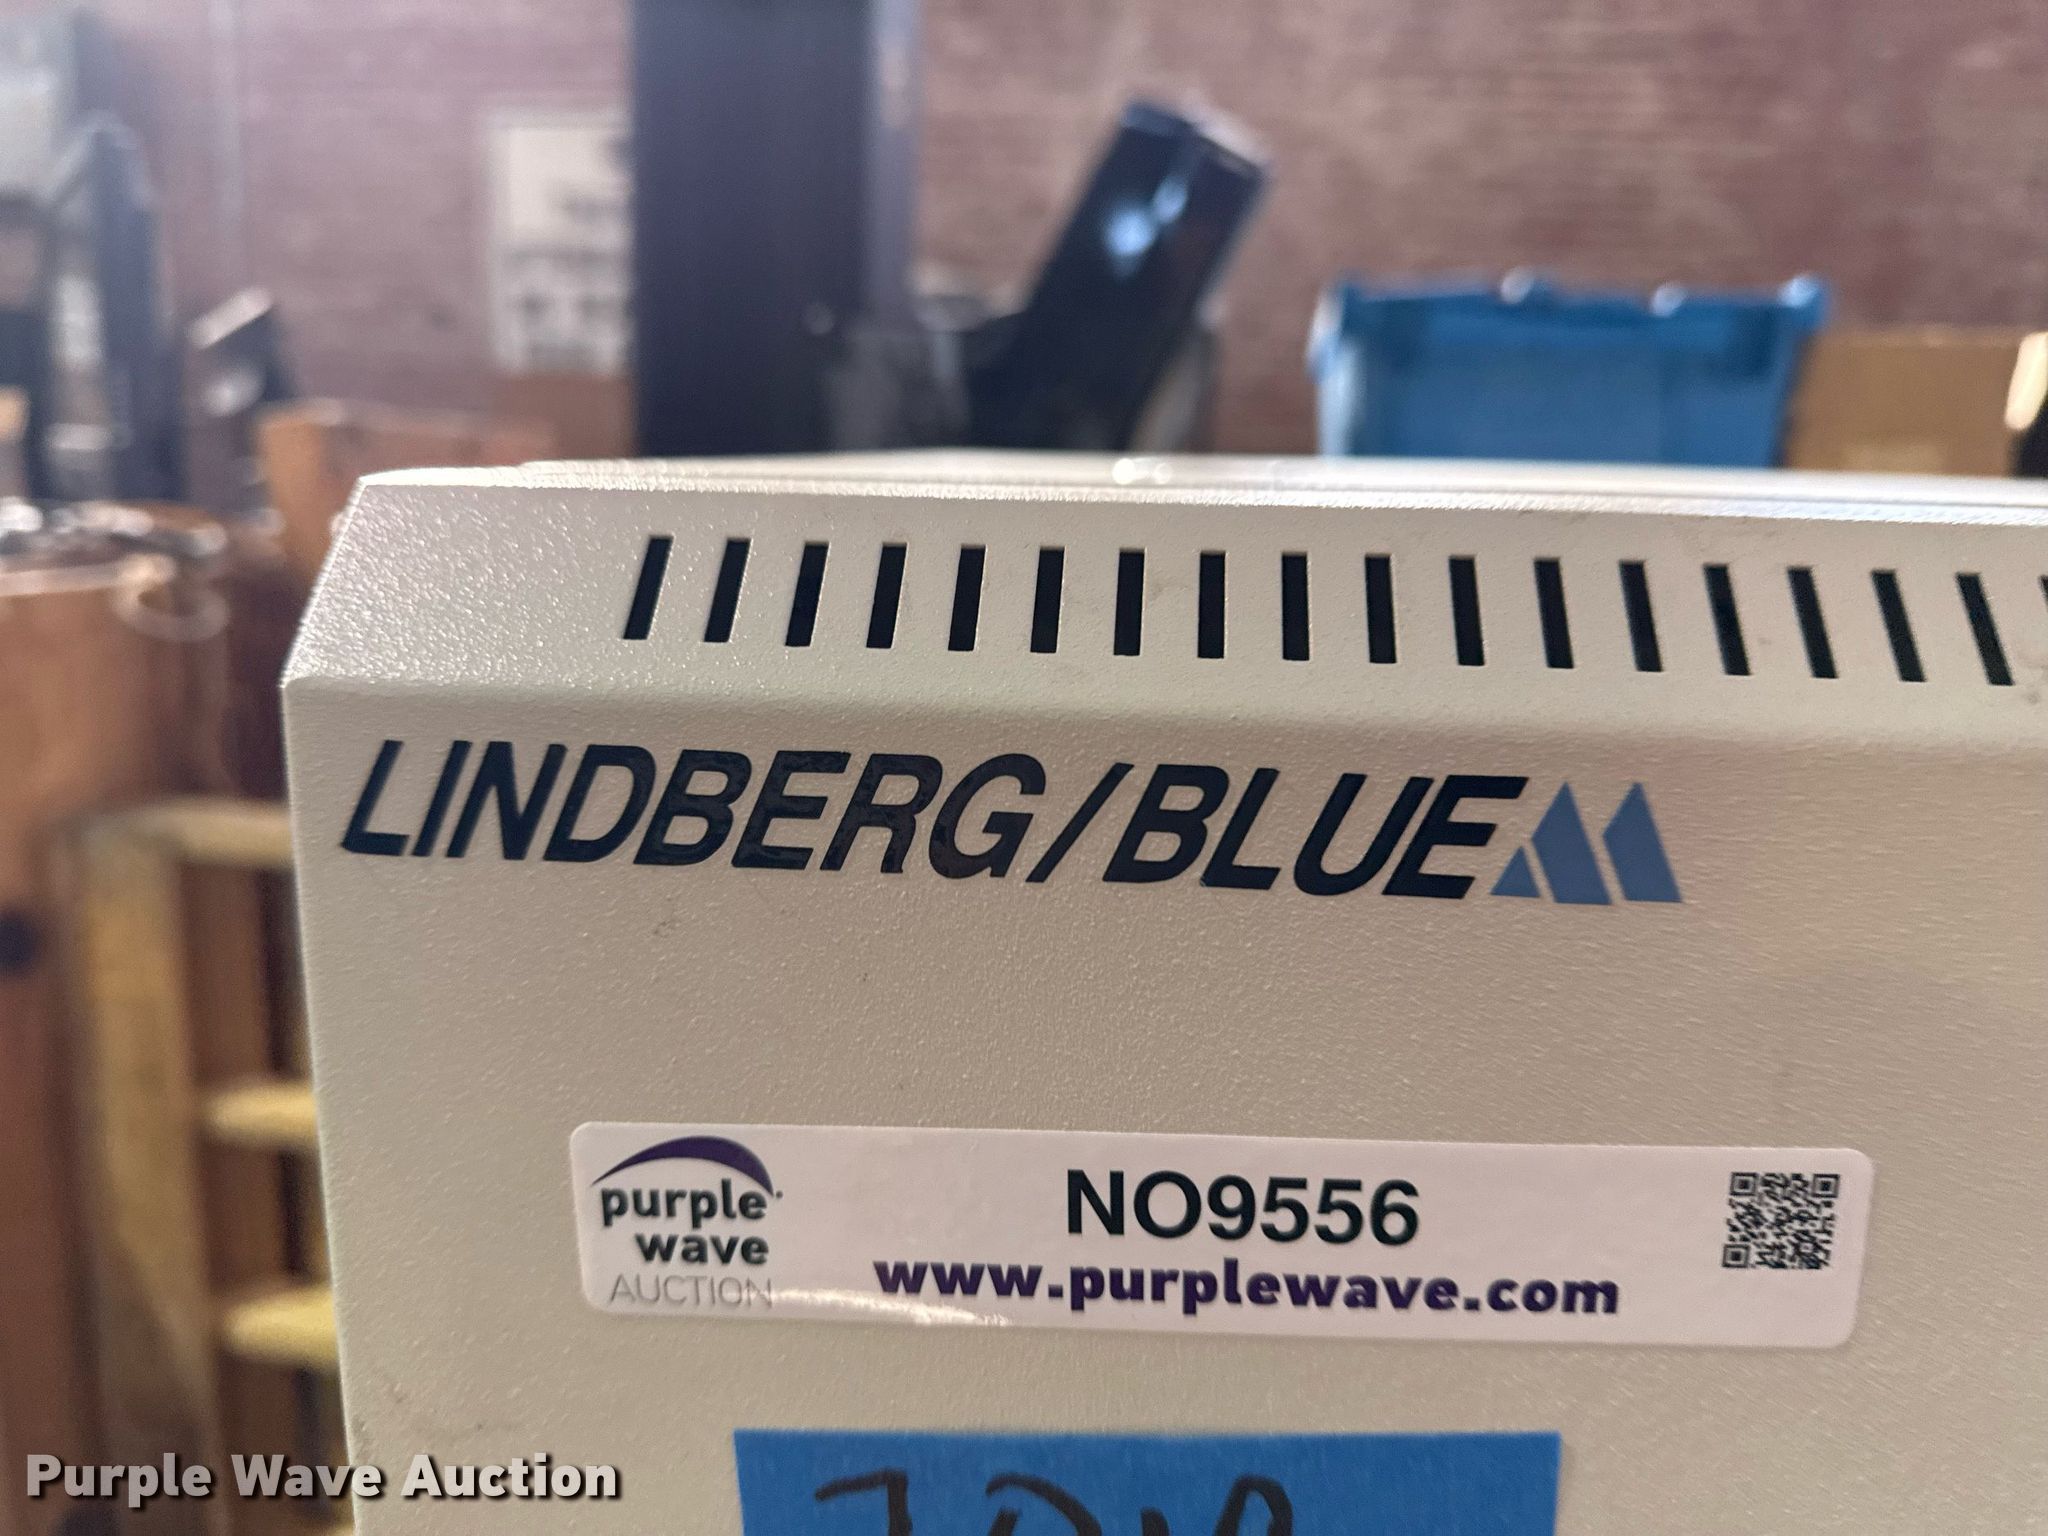 LINDBERG/BLUE
purple
wave
AUCTION
NO9556
www.purplewave.com
Purple Wave Auction